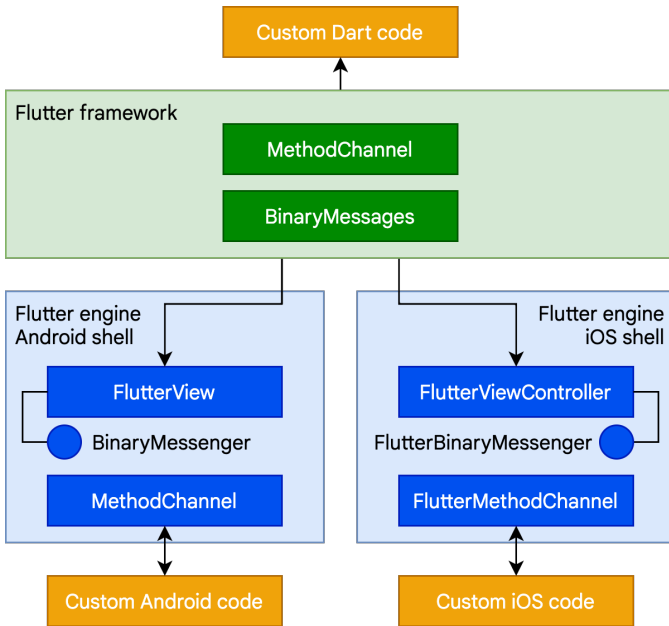 Custom Dart code
Flutter framework
MethodChannel
BinaryMessages
Flutter engine
Android shell
FlutterView
BinaryMessenger
MethodChannel
Custom Android code
Flutter engine
iOS shell
FlutterViewController
FlutterBinaryMessenger
FlutterMethodChannel
Custom iOS code